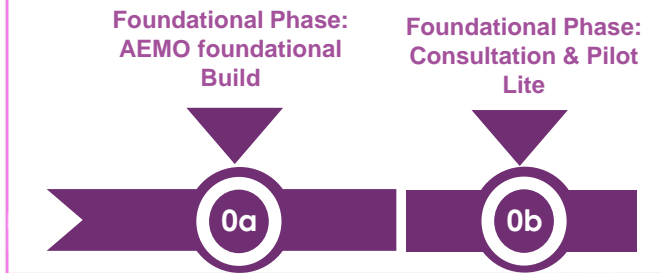 Foundational Phase:
AEMO foundational
Build
Foundational Phase:
Consultation & Pilot
Lite
0a
0b